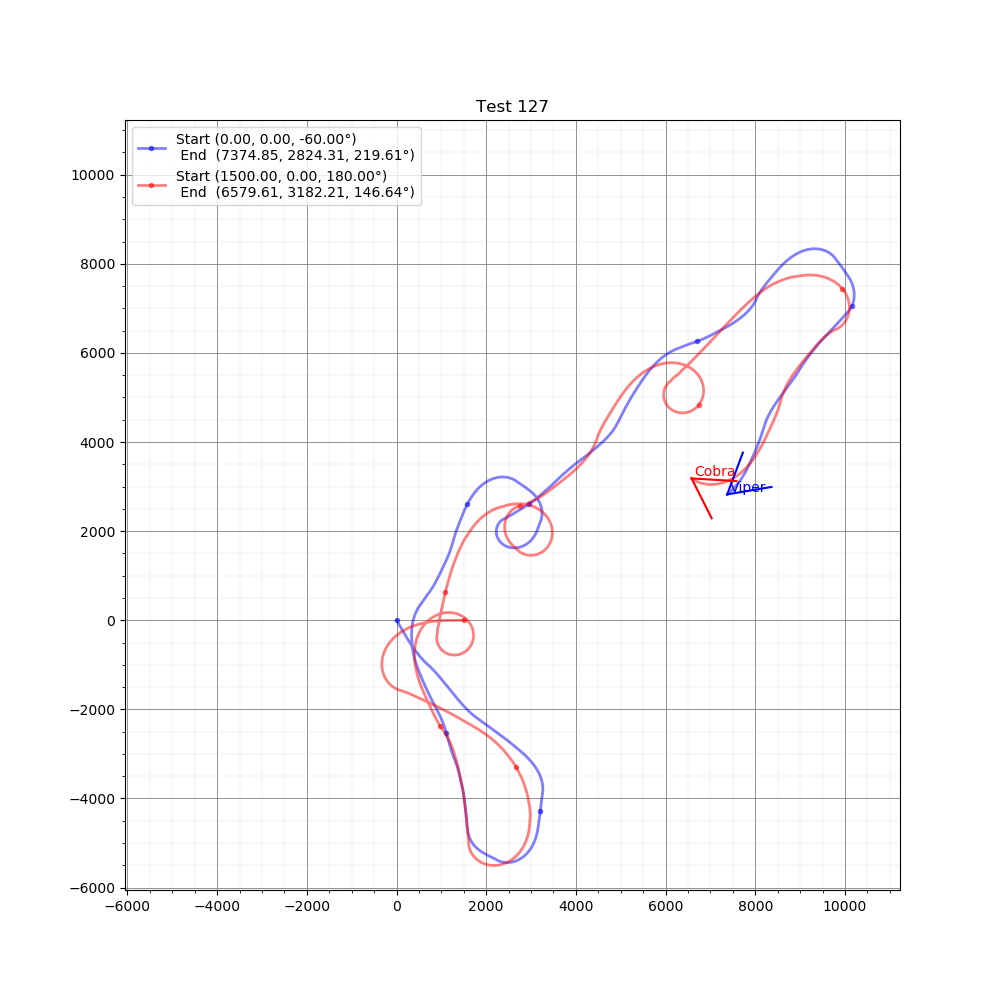 Test 127
Start (0.00, 0.00, -60.00°)
End (7374.85, 2824.31, 219.61°)
Start (1500.00, 0.00, 180.00°)
End (6579.61, 3182.21, 146.64°)
10000
8000
6000
4000
2000
0
−2000
−4000
−6000
Cobra
Viper
−6000 −4000 −2000 0 2000 4000 6000 8000 10000